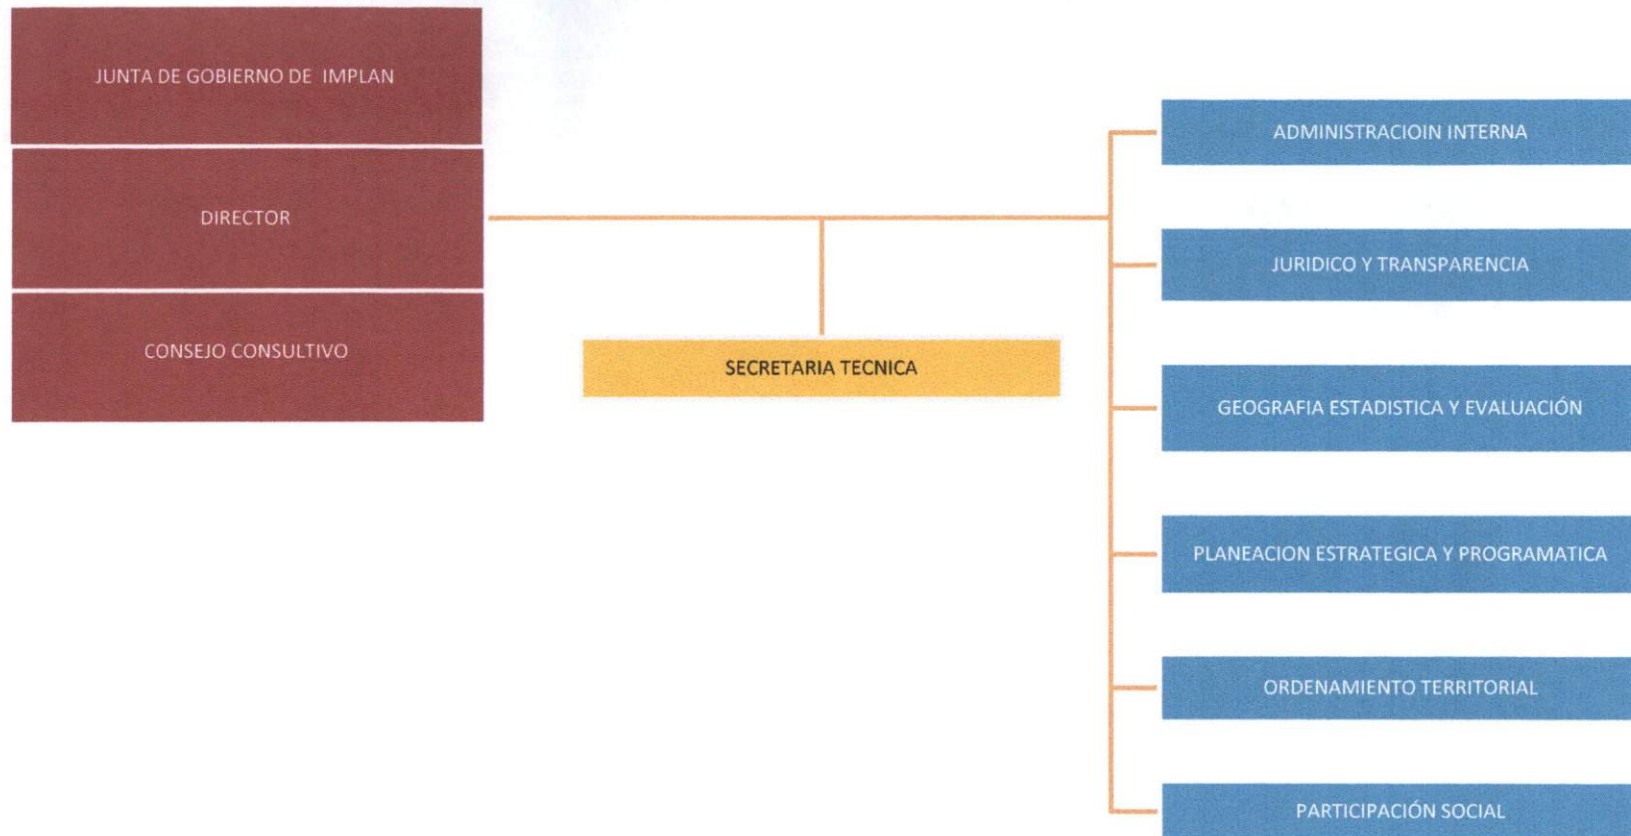 JUNTA DE GOBIERNO DE IMPLAN
DIRECTOR
CONSEJO CONSULTIVO
SECRETARIA TECNICA
ADMINISTRACIOIN INTERNA
JURIDICO Y TRANSPARENCIA
GEOGRAFIA ESTADISTICA Y EVALUACIÓN
PLANEACION ESTRATEGICA Y PROGRAMATICA
ORDENAMIENTO TERRITORIAL
PARTICIPACIÓN SOCIAL